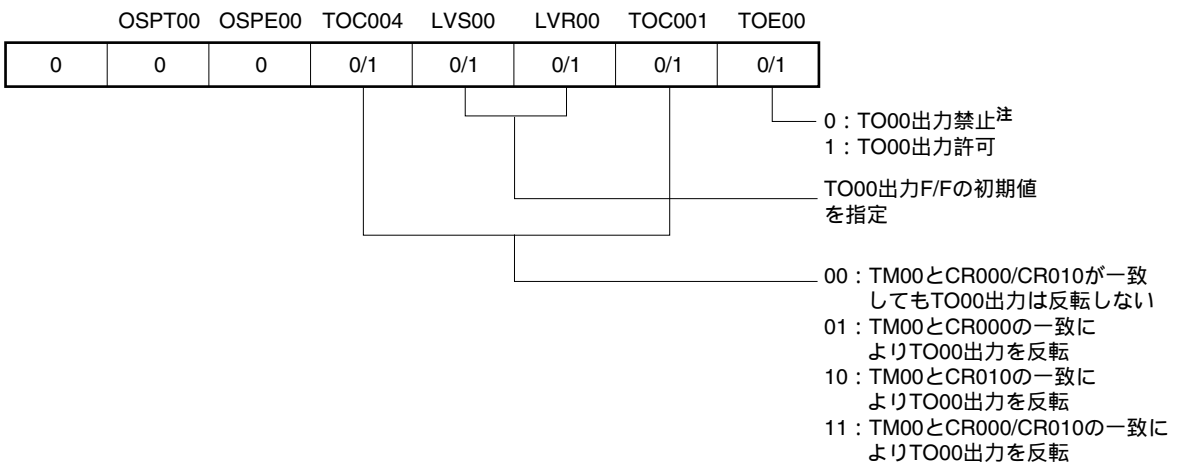 OSPT00 OSPE00 TOC004 LVS00 LVR00 TOC001 TOE00
0 0 0 0/1 0/1 0/1 0/1 0/1
0：TO00出力禁止注
1：TO00出力許可
TO00出力F/Fの初期値
を指定
00：TM00とCR000/CR010が一致
してもTO00出力は反転しない
01：TM00とCR000の一致に
よりTO00出力を反転
10：TM00とCR010の一致に
よりTO00出力を反転
11：TM00とCR000/CR010の一致に
よりTO00出力を反転